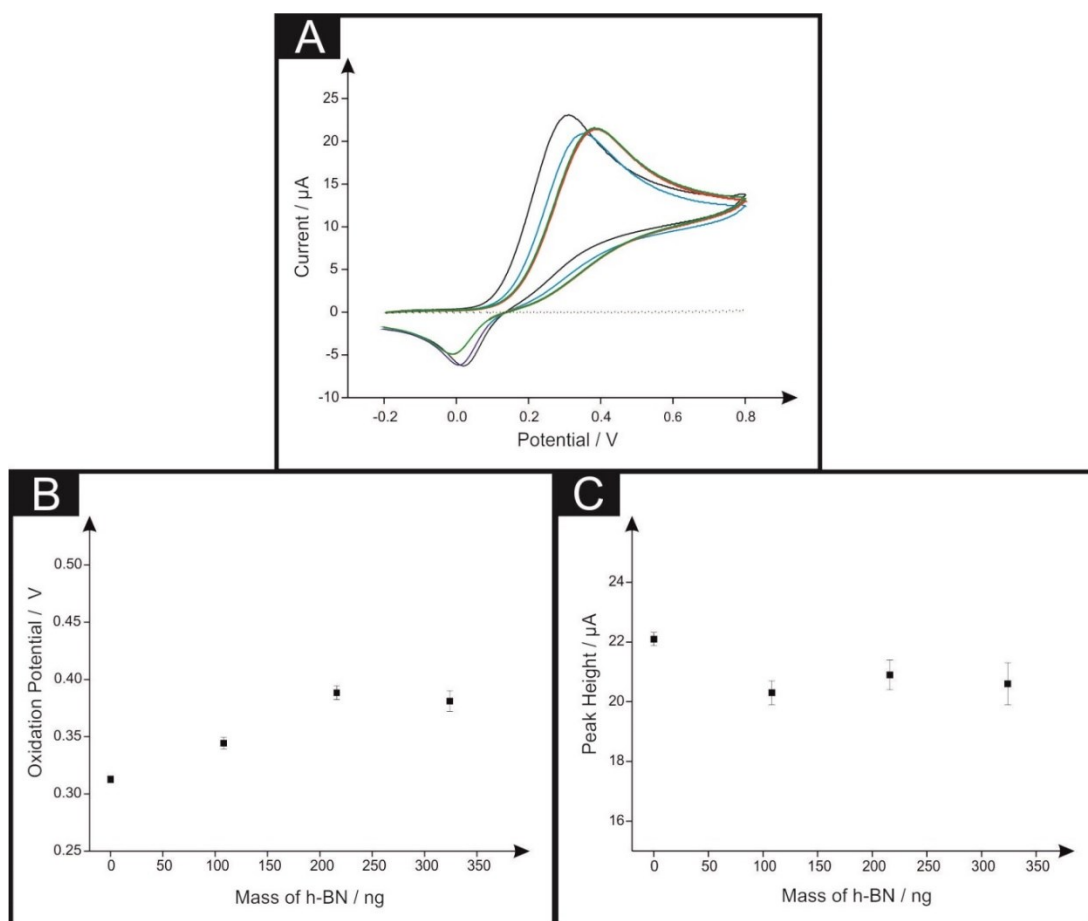 A
25
20
15
10
5
0
-5
-10
Current / µA
-0.2 0.0 0.2 0.4 0.6 0.8
Potential / V
B
0.50
0.45
0.40
0.35
0.30
0.25
Oxidation Potential / V
0 50 100 150 200 250 300 350
Mass of h-BN / ng
C
24
22
20
18
16
Peak Height / µA
0 50 100 150 200 250 300 350
Mass of h-BN / ng